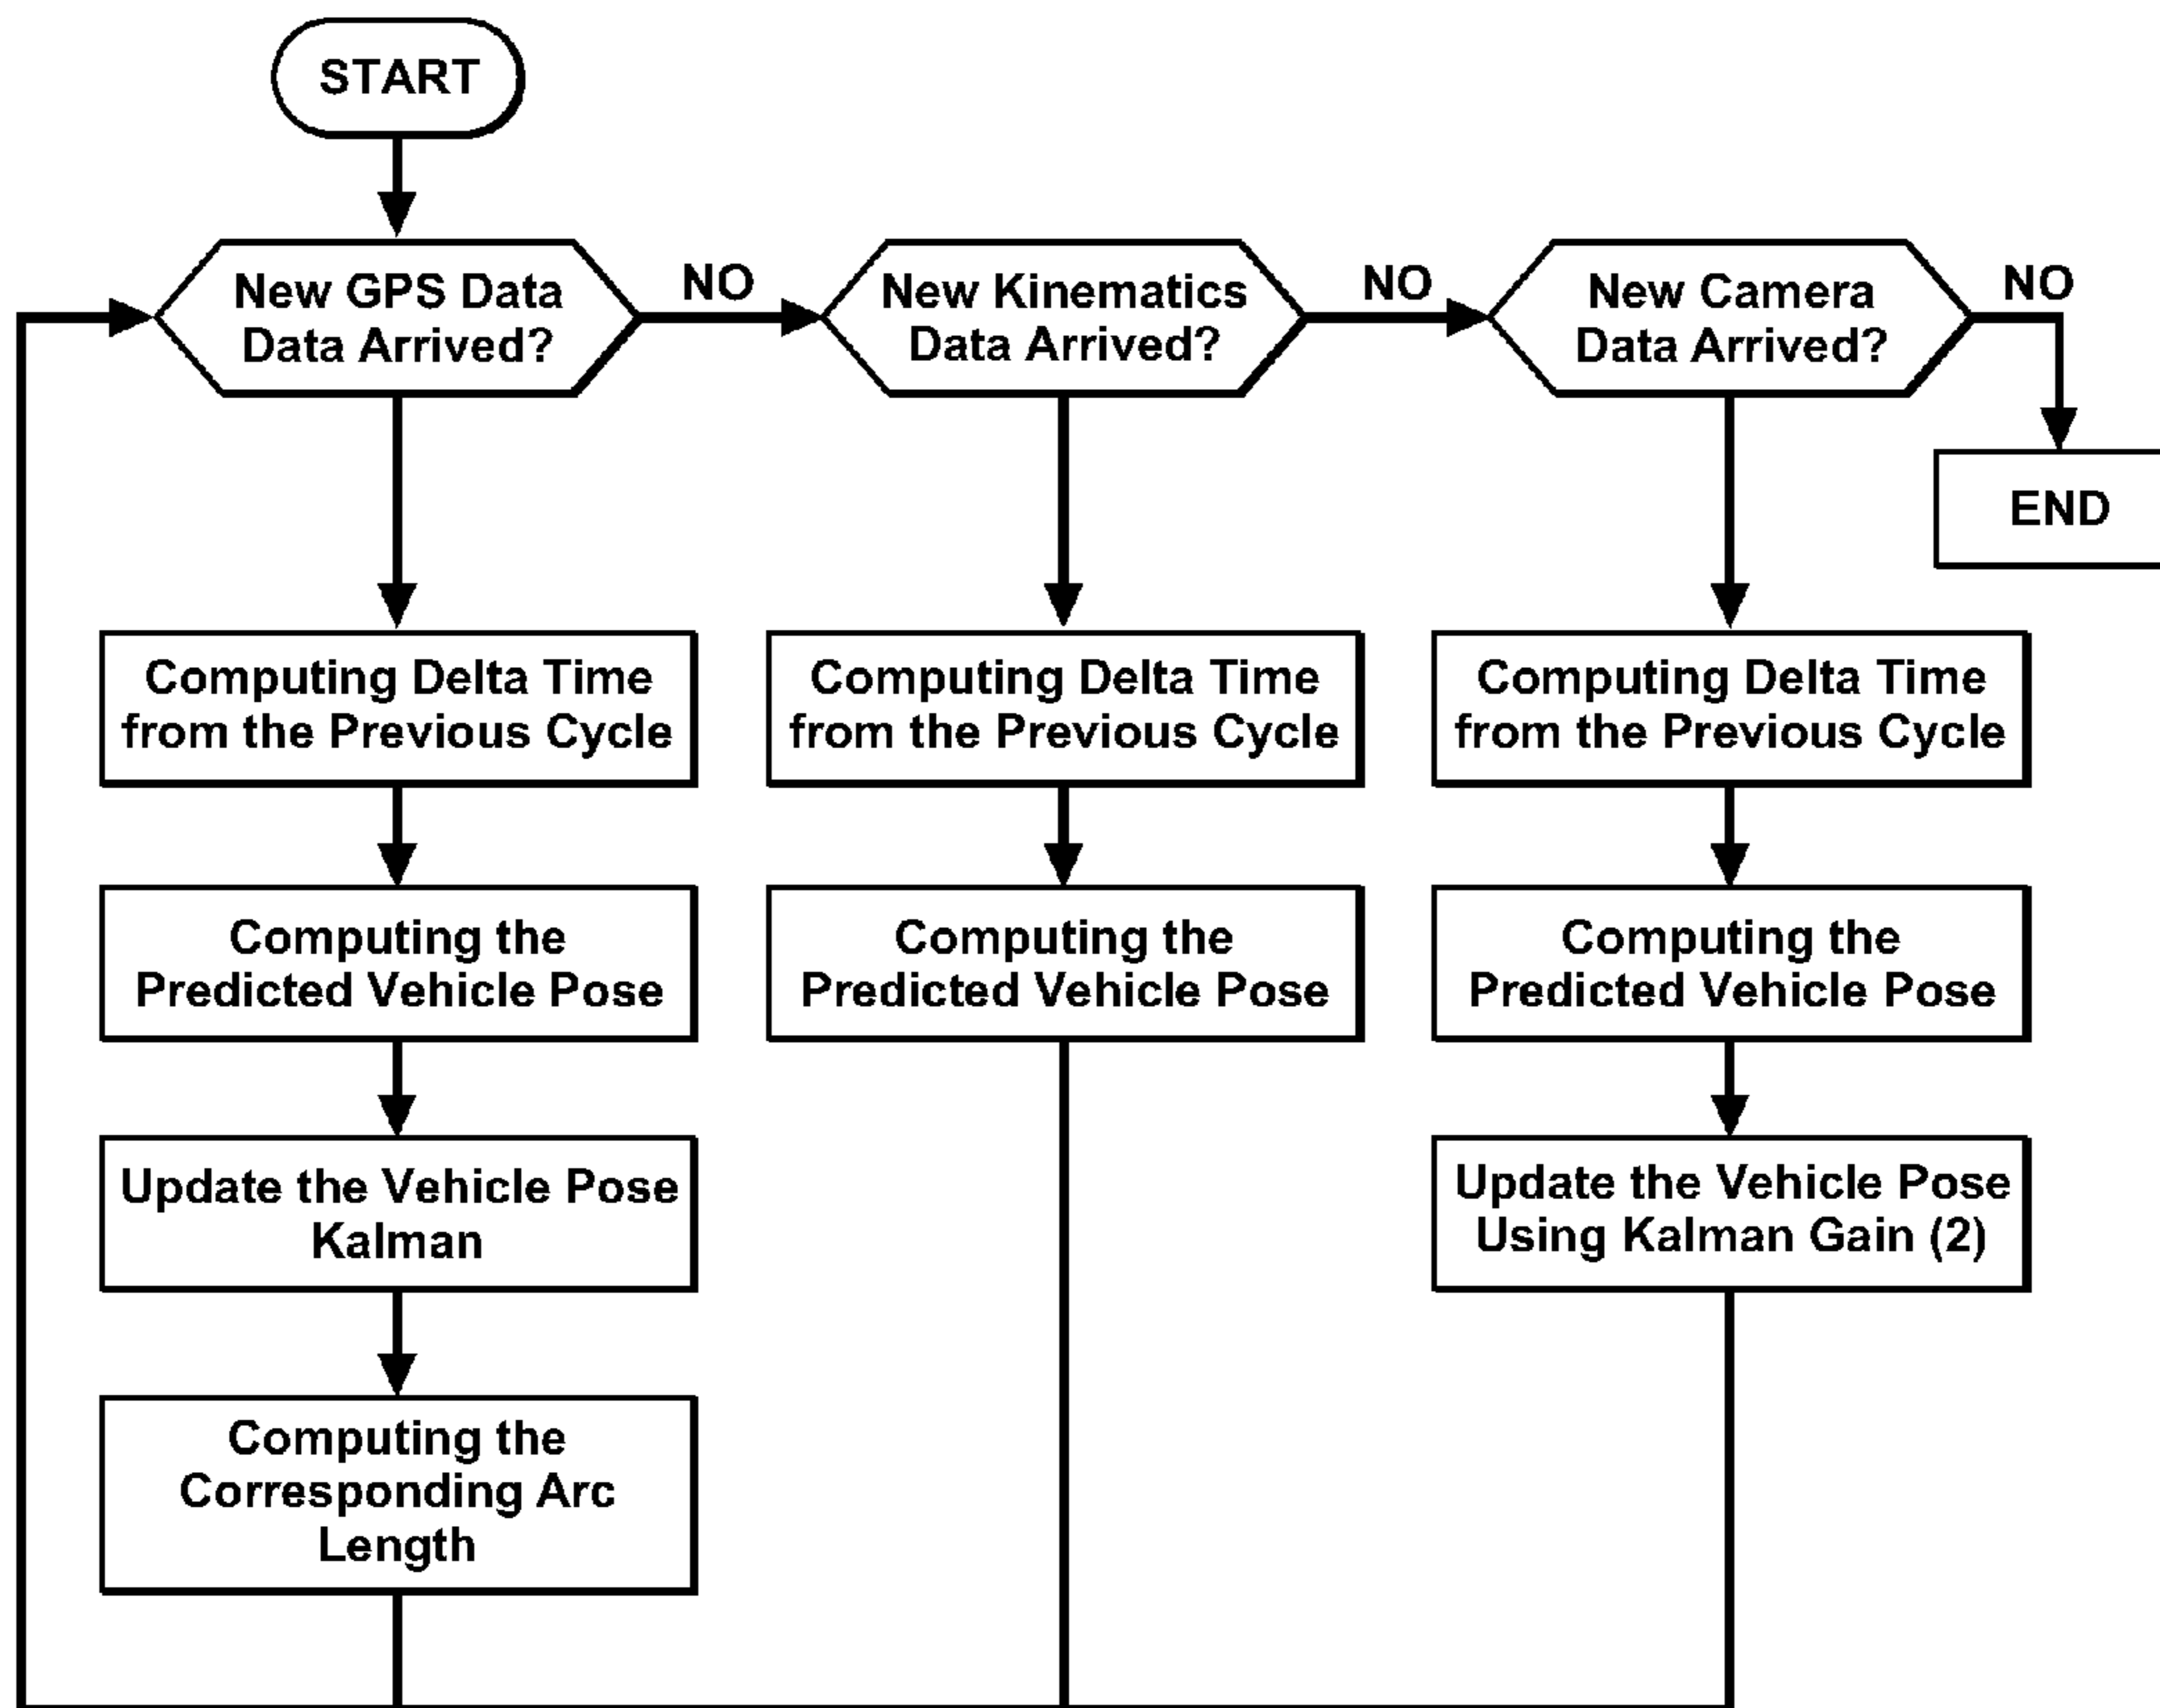 START
New GPS Data
Data Arrived?
NO
New Kinematics
Data Arrived?
NO
New Camera
Data Arrived?
NO
END
Computing Delta Time
from the Previous Cycle
Computing Delta Time
from the Previous Cycle
Computing Delta Time
from the Previous Cycle
Computing the
Predicted Vehicle Pose
Computing the
Predicted Vehicle Pose
Computing the
Predicted Vehicle Pose
Update the Vehicle Pose
Kalman
Update the Vehicle Pose
Using Kalman Gain (2)
Computing the
Corresponding Arc
Length